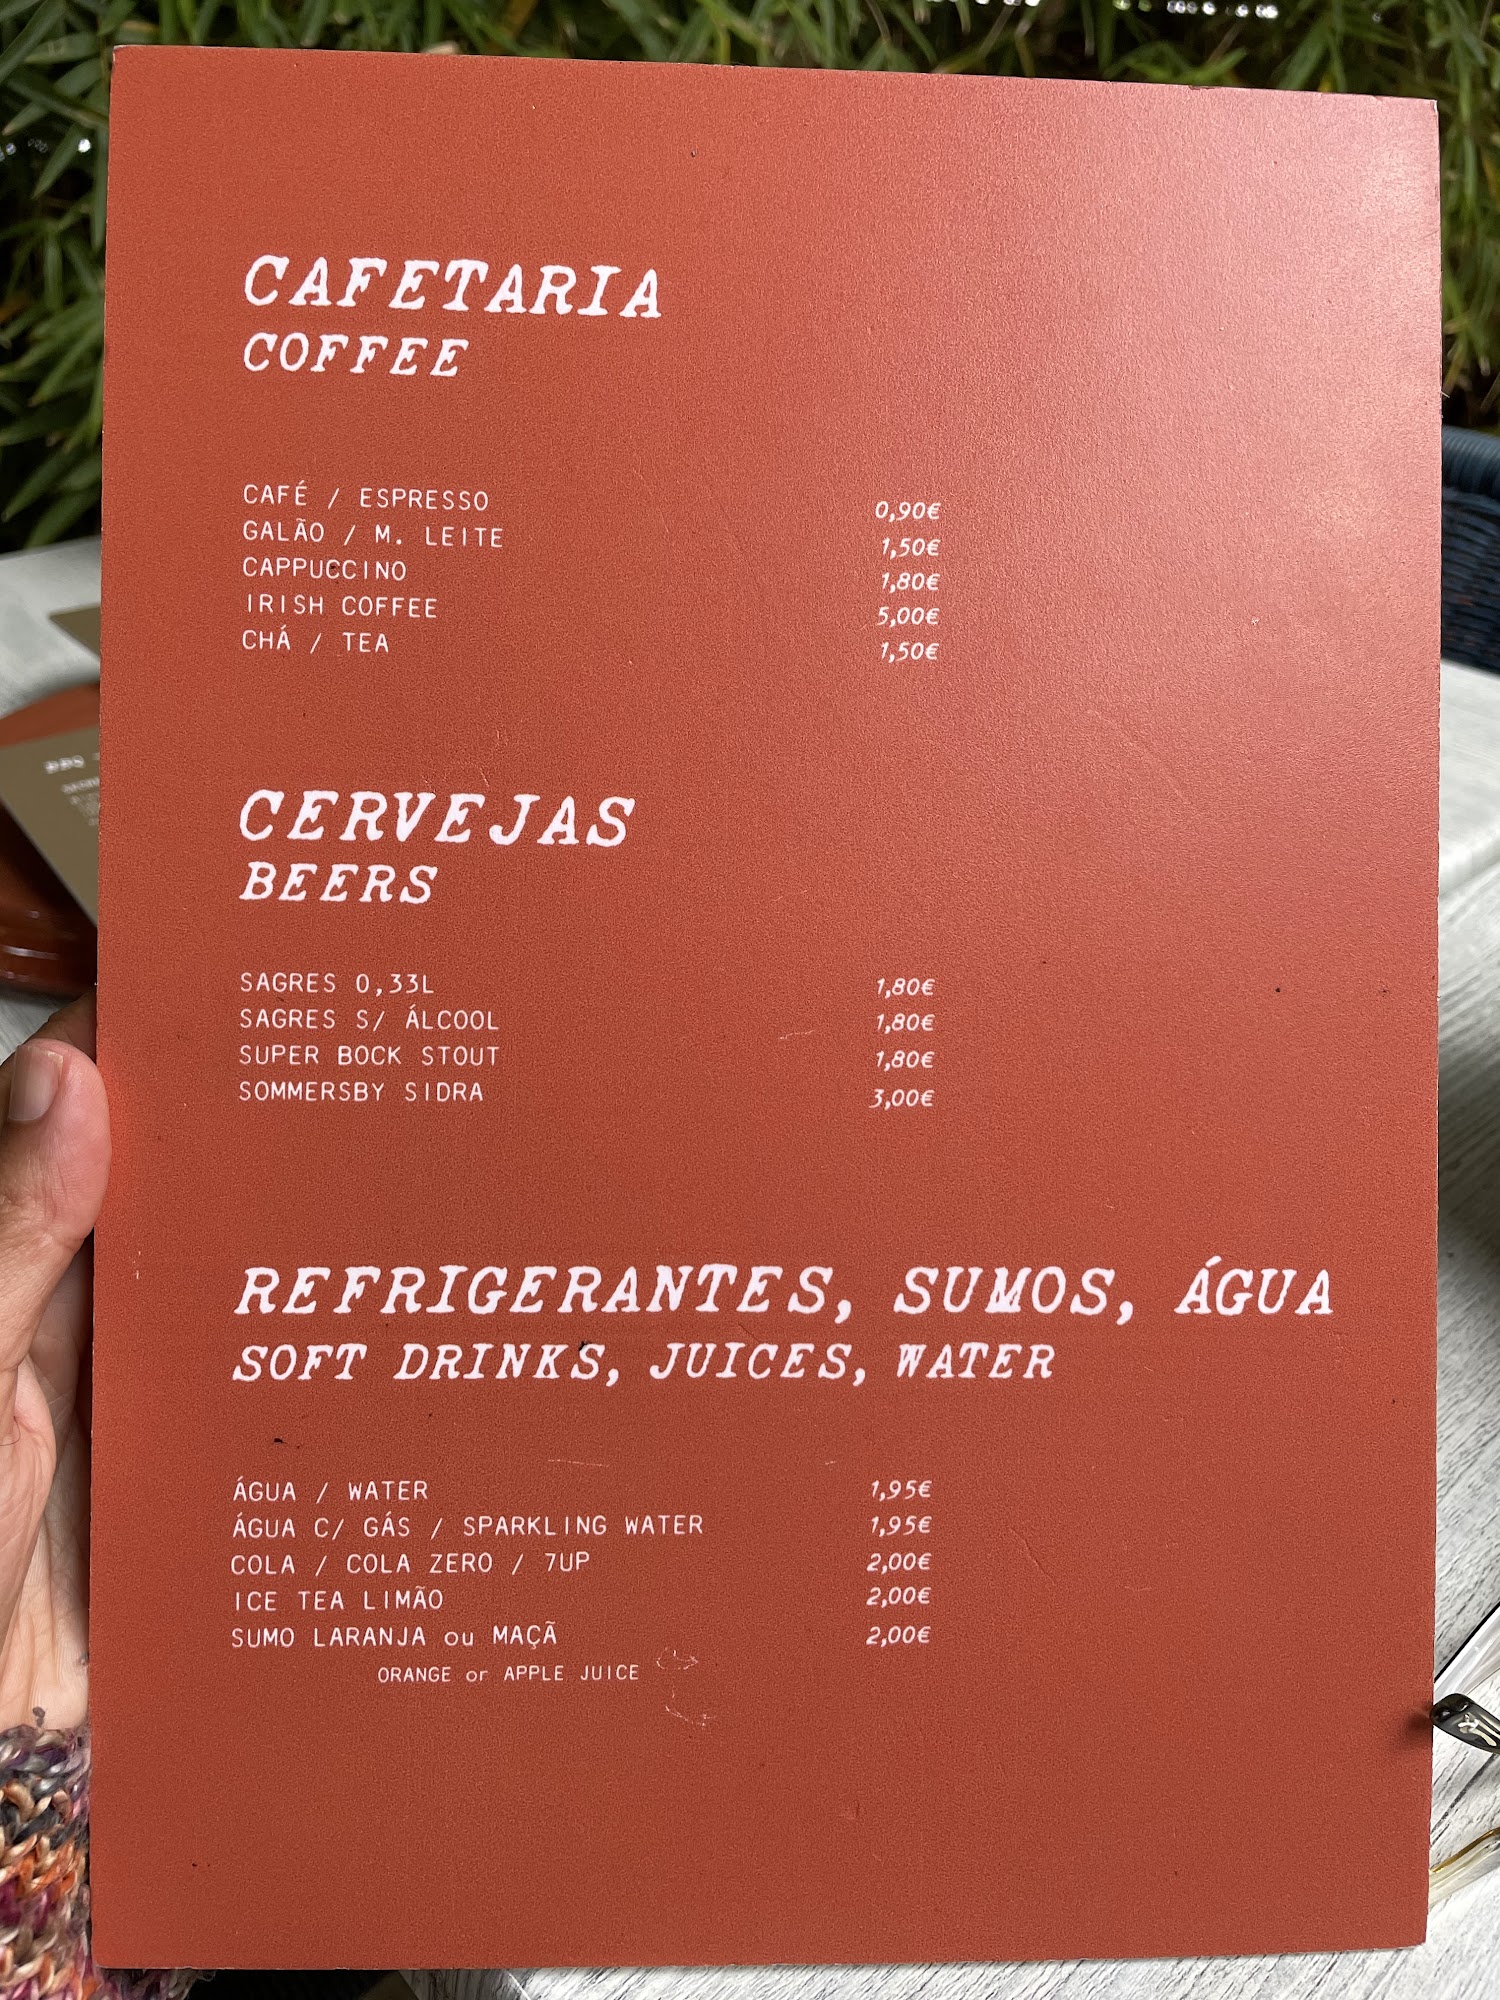 CAFETARIA
COFFEE
CAFÉ / ESPRESSO 0,90€
GALÃO / M. LEITE 1,50€
CAPPUCCINO 1,80€
IRISH COFFEE 5,00€
CHÁ / TEA 1,50€
CERVEJAS
BEERS
SAGRES 0,33L 1,80€
SAGRES S/ ÁLCOOL 1,80€
SUPER BOCK STOUT 1,80€
SOMMERSBY SIDRA 3,00€
REFRIGERANTES, SUMOS, ÁGUA
SOFT DRINKS, JUICES, WATER
ÁGUA / WATER 1,95€
ÁGUA C/ GÁS / SPARKLING WATER 1,95€
COLA / COLA ZERO / 7UP 2,00€
ICE TEA LIMÃO 2,00€
SUMO LARANJA ou MAÇÃ 2,00€
ORANGE or APPLE JUICE